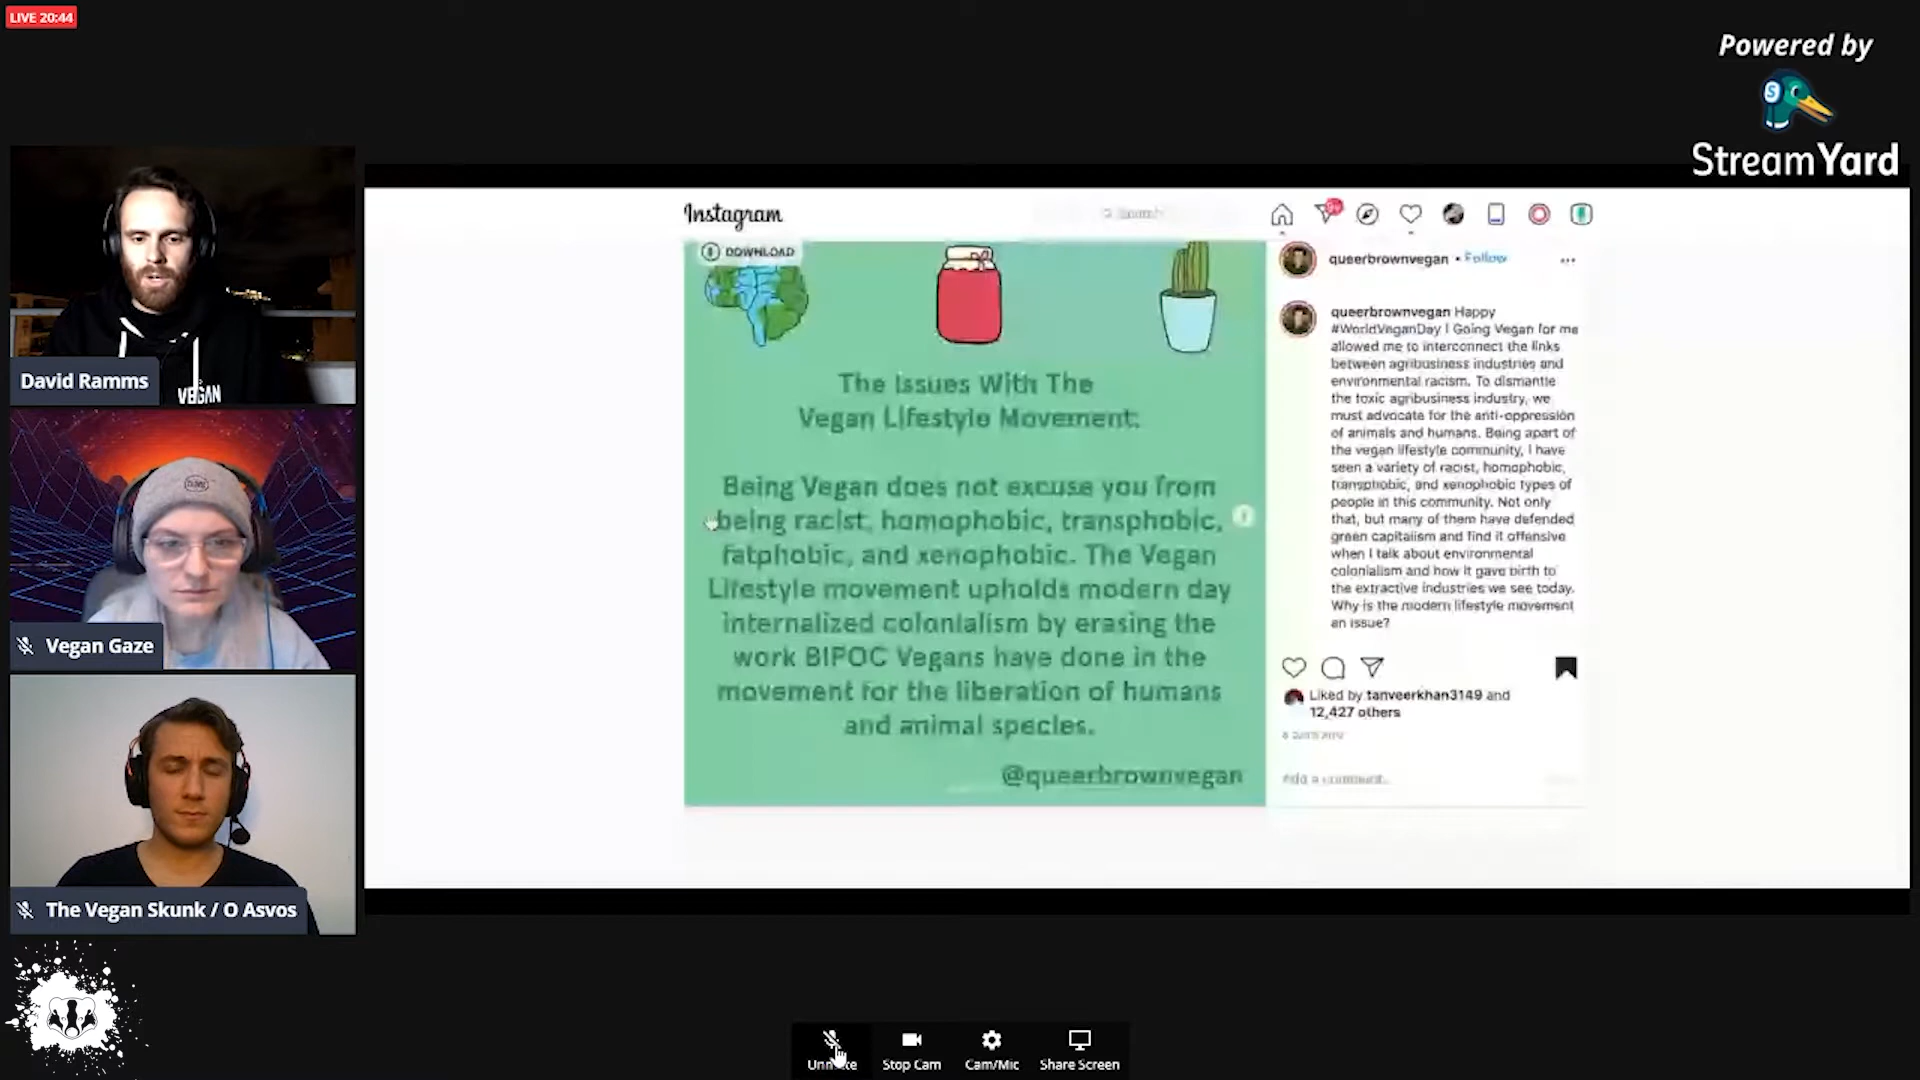 LIVE 20:44
Powered by
S
StreamYard
David Ramms
VEGAN
Vegan Gaze
The Vegan Skunk / O Asvos
Instagram
Search
9+
DOWNLOAD
The Issues With The
Vegan Lifestyle Movement:
Being Vegan does not excuse you from
being racist, homophobic, transphobic,
fatphobic, and xenophobic. The Vegan
Lifestyle movement upholds modern day
internalized colonialism by erasing the
work BIPOC Vegans have done in the
movement for the liberation of humans
and animal species.
@queerbrownvegan
queerbrownvegan • Follow
queerbrownvegan Happy
#WorldVeganDay | Going Vegan for me
allowed me to interconnect the links
between agribusiness industries and
environmental racism. To dismantle
the toxic agribusiness industry, we
must advocate for the anti-oppression
of animals and humans. Being apart of
the vegan lifestyle community, I have
seen a variety of racist, homophobic,
transphobic, and xenophobic types of
people in this community. Not only
that, but many of them have defended
green capitalism and find it offensive
when I talk about environmental
colonialism and how it gave birth to
the extractive industries we see today.
Why is the modern lifestyle movement
an issue?
Liked by tanveerkhan3149 and
12,427 others
Add a comment...
Unmute
Stop Cam
Cam/Mic
Share Screen